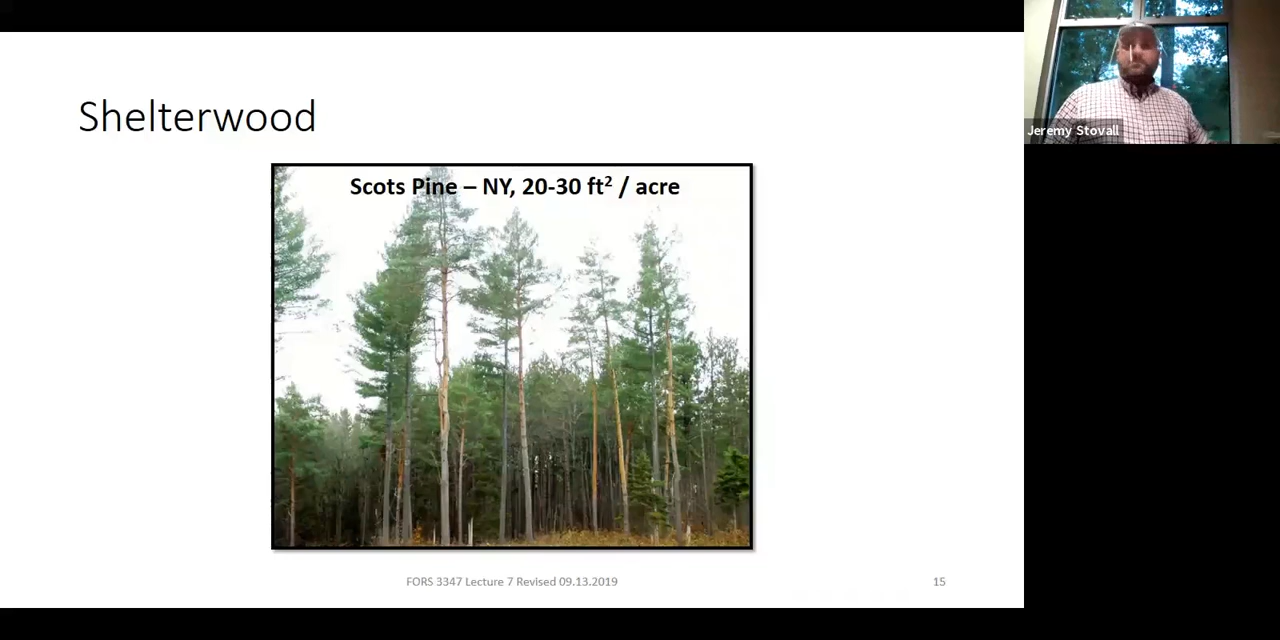 Shelterwood
Scots Pine – NY, 20-30 ft² / acre
Jeremy Stovall
FORS 3347 Lecture 7 Revised 09.13.2019
15